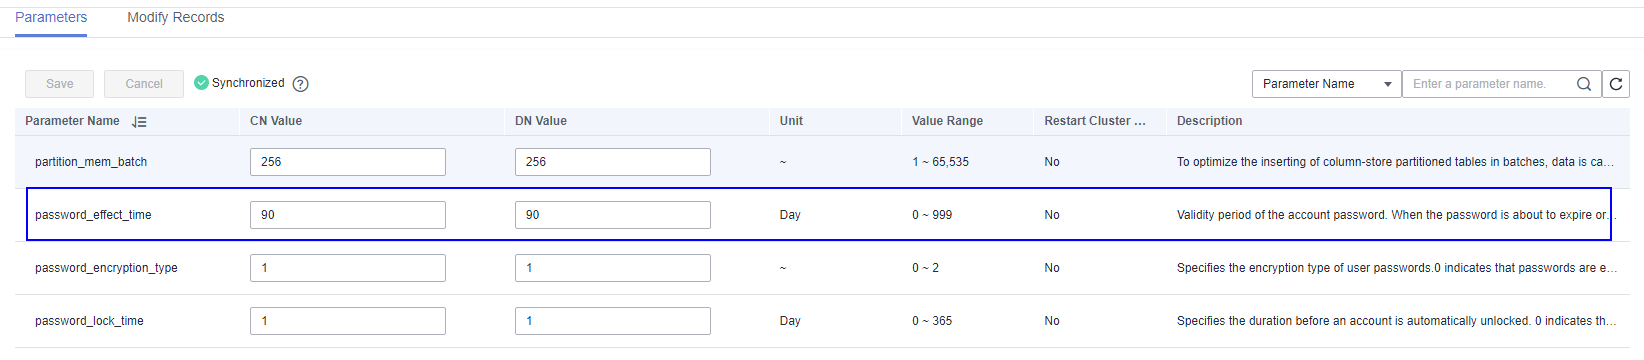 Parameters Modify Records
Save Cancel Synchronized ? Parameter Name Enter a parameter name.
Parameter Name CN Value DN Value Unit Value Range Restart Cluster ... Description
partition_mem_batch 256 256 ~ 1 ~ 65,535 No To optimize the inserting of column-store partitioned tables in batches, data is ca...
password_effect_time 90 90 Day 0 ~ 999 No Validity period of the account password. When the password is about to expire or...
password_encryption_type 1 1 ~ 0 ~ 2 No Specifies the encryption type of user passwords.0 indicates that passwords are e...
password_lock_time 1 1 Day 0 ~ 365 No Specifies the duration before an account is automatically unlocked. 0 indicates th...